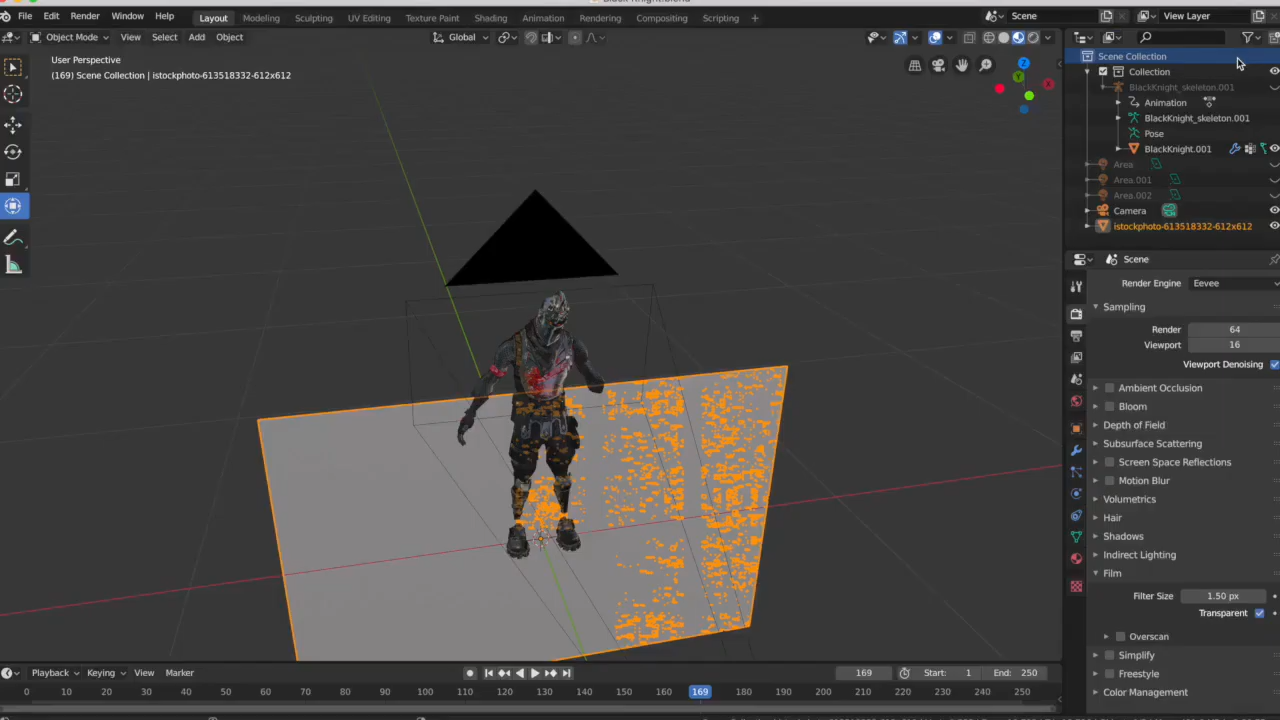 Black Knight.blend
File Edit Render Window Help Layout Modeling Sculpting UV Editing Texture Paint Shading Animation Rendering Compositing Scripting + Scene View Layer
Object Mode View Select Add Object Global
User Perspective
(169) Scene Collection | istockphoto-613518332-612x612
X
Y
Z
Scene Collection
Collection
BlackKnight_skeleton.001
Animation
BlackKnight_skeleton.001
Pose
BlackKnight.001
Area
Area.001
Area.002
Camera
istockphoto-613518332-612x612
Scene
Render Engine Eevee
Sampling
Render 64
Viewport 16
Viewport Denoising
Ambient Occlusion
Bloom
Depth of Field
Subsurface Scattering
Screen Space Reflections
Motion Blur
Volumetrics
Hair
Shadows
Indirect Lighting
Film
Filter Size 1.50 px
Transparent
Overscan
Simplify
Freestyle
Color Management
Playback Keying View Marker 169 Start: 1 End: 250
0 10 20 30 40 50 60 70 80 90 100 110 120 130 140 150 160 169 180 190 200 210 220 230 240 250